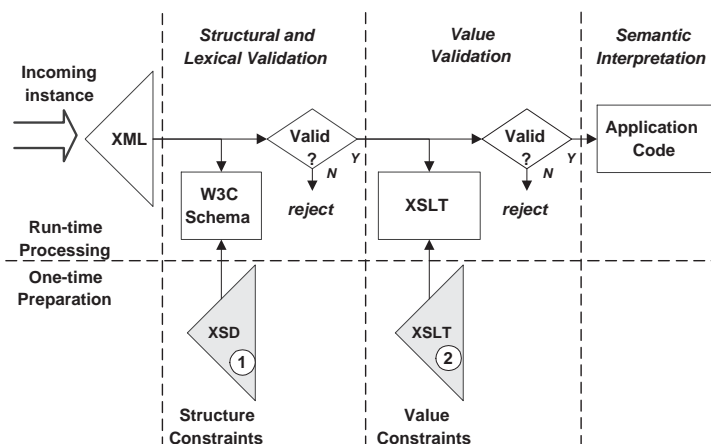 Structural and
Lexical Validation
Value
Validation
Semantic
Interpretation
Incoming
instance
XML
Valid
?
Y
N
reject
W3C
Schema
Valid
?
Y
N
reject
XSLT
Application
Code
Run-time
Processing
One-time
Preparation
XSD
1
XSLT
2
Structure
Constraints
Value
Constraints